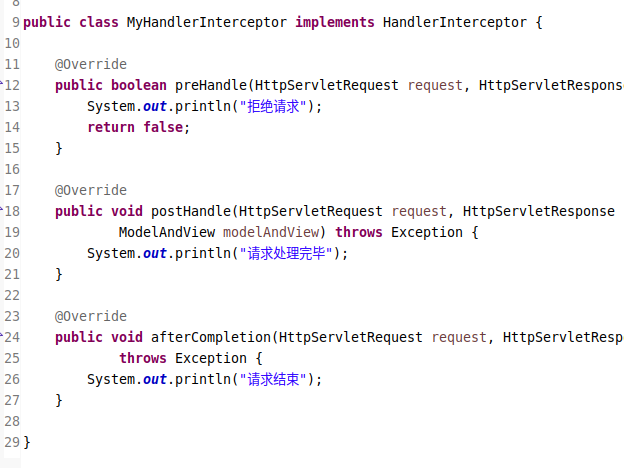 8
9 public class MyHandlerInterceptor implements HandlerInterceptor {
10
11     @Override
12     public boolean preHandle(HttpServletRequest request, HttpServletRespons
13         System.out.println("拒绝请求");
14         return false;
15     }
16
17     @Override
18     public void postHandle(HttpServletRequest request, HttpServletResponse
19             ModelAndView modelAndView) throws Exception {
20         System.out.println("请求处理完毕");
21     }
22
23     @Override
24     public void afterCompletion(HttpServletRequest request, HttpServletResp
25             throws Exception {
26         System.out.println("请求结束");
27     }
28
29 }